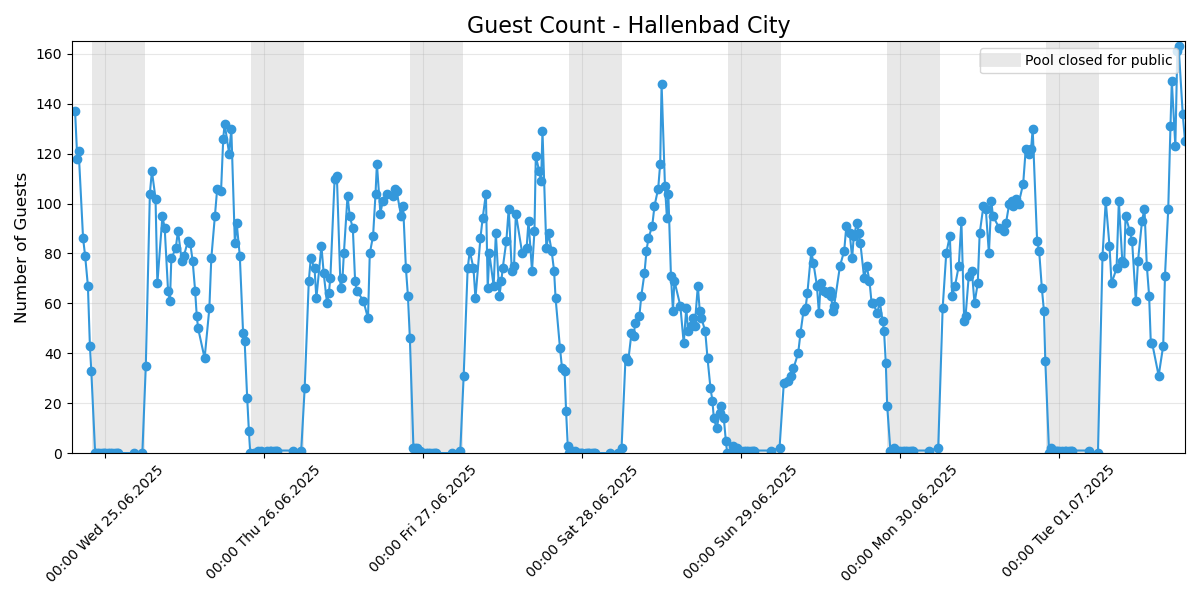 Guest Count - Hallenbad City
Number of Guests
160
140
120
100
80
60
40
20
0
Pool closed for public
00:00 Wed 25.06.2025
00:00 Thu 26.06.2025
00:00 Fri 27.06.2025
00:00 Sat 28.06.2025
00:00 Sun 29.06.2025
00:00 Mon 30.06.2025
00:00 Tue 01.07.2025